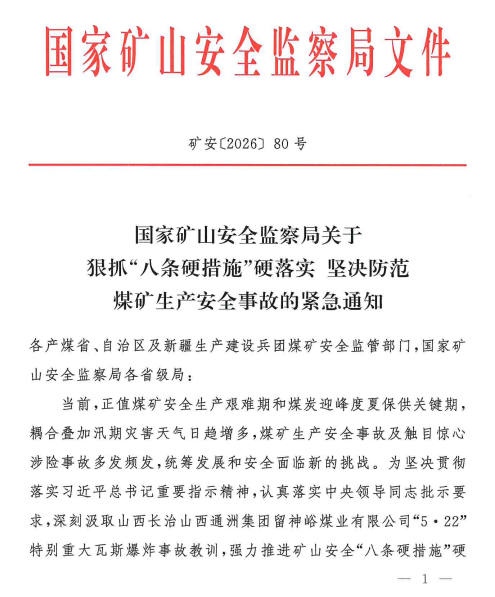 国家矿山安全监察局文件
矿安〔2026〕80号
国家矿山安全监察局关于
狠抓“八条硬措施”硬落实 坚决防范
煤矿生产安全事故的紧急通知
各产煤省、自治区及新疆生产建设兵团煤矿安全监管部门，国家矿
山安全监察局各省级局：
当前，正值煤矿安全生产艰难期和煤炭迎峰度夏保供关键期，
耦合叠加汛期灾害天气日趋增多，煤矿生产安全事故及触目惊心
涉险事故多发频发，统筹发展和安全面临新的挑战。为坚决贯彻
落实习近平总书记重要指示精神，认真落实中央领导同志批示要
求，深刻汲取山西长治山西通洲集团留神峪煤业有限公司“5·22”
特别重大瓦斯爆炸事故教训，强力推进矿山安全“八条硬措施”硬
— 1 —